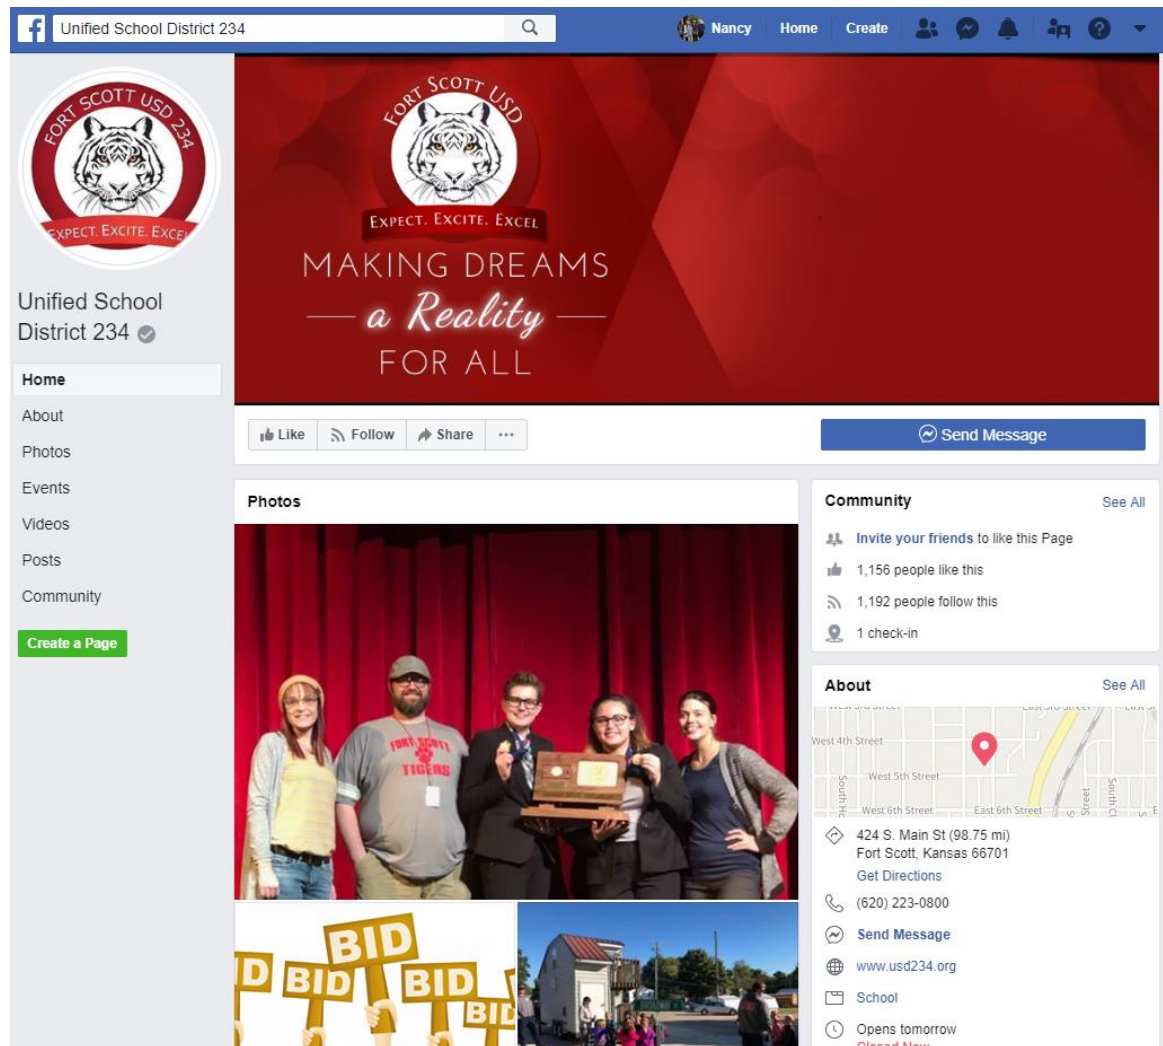 Unified School District 234
Nancy
Home
Create
FORT SCOTT USD 234
EXPECT. EXCITE. EXCEL
Unified School
District 234
Home
About
Photos
Events
Videos
Posts
Community
Create a Page
FORT SCOTT USD
EXPECT. EXCITE. EXCEL
MAKING DREAMS
a Reality
FOR ALL
Like
Follow
Share
Send Message
Photos
FORT SCOTT
TIGERS
BID
BID
BID
BID
Community
See All
Invite your friends to like this Page
1,156 people like this
1,192 people follow this
1 check-in
About
See All
West 4th Street
West 5th Street
West 6th Street
East 6th Street
Street
424 S. Main St (98.75 mi)
Fort Scott, Kansas 66701
Get Directions
(620) 223-0800
Send Message
www.usd234.org
School
Opens tomorrow
Closed Now